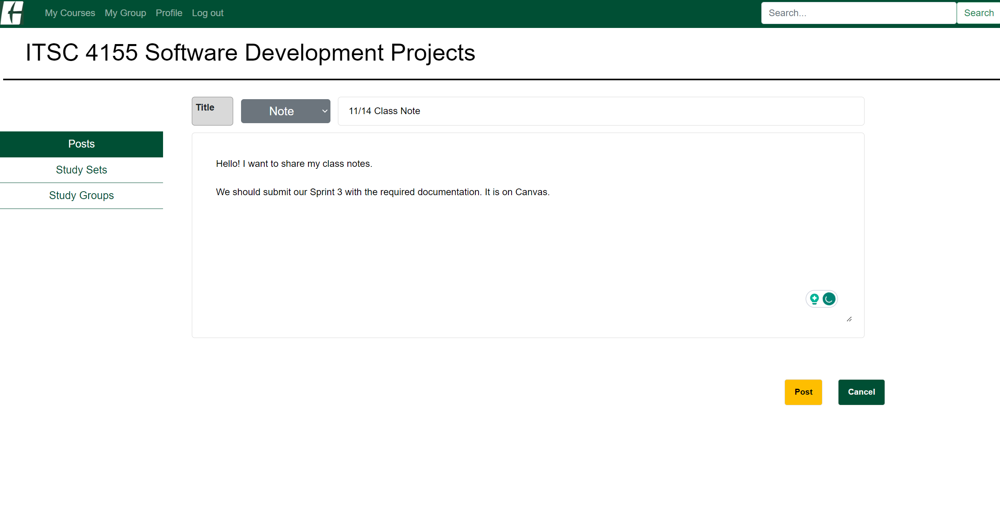 My Courses My Group Profile Log out Search... Search
ITSC 4155 Software Development Projects
Title Note 11/14 Class Note
Posts
Study Sets
Study Groups
Hello! I want to share my class notes.
We should submit our Sprint 3 with the required documentation. It is on Canvas.
Post Cancel